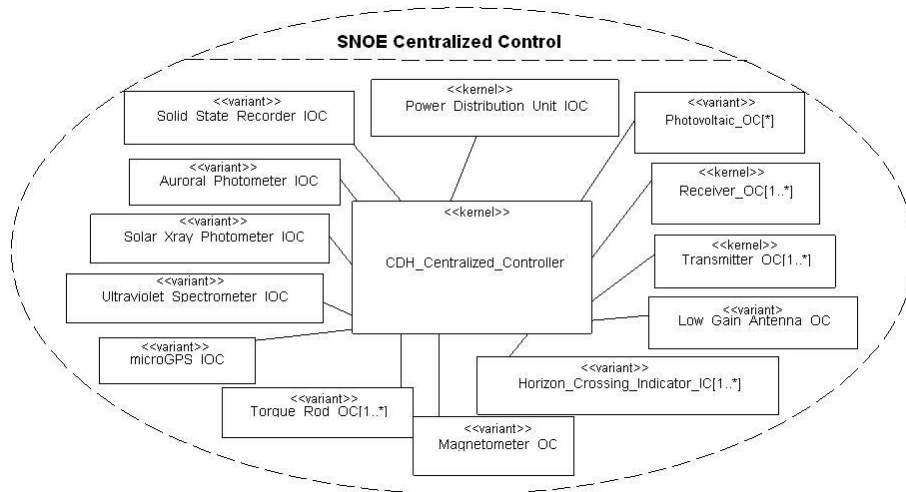 SNOE Centralized Control
<<variant>>
Solid State Recorder IOC
<<kernel>>
Power Distribution Unit IOC
<<variant>>
Photovoltaic_OC[*]
<<variant>>
Auroral Photometer IOC
<<kernel>>
Receiver_OC[1..*]
<<variant>>
Solar Xray Photometer IOC
<<kernel>>
CDH_Centralized_Controller
<<kernel>>
Transmitter OC[1..*]
<<variant>>
Ultraviolet Spectrometer IOC
<<variant>
Low Gain Antenna OC
<<variant>>
microGPS IOC
<<variant>>
Horizon_Crossing_Indicator_IC[1..*]
<<variant>>
Torque Rod OC[1..*]
<<variant>>
Magnetometer OC